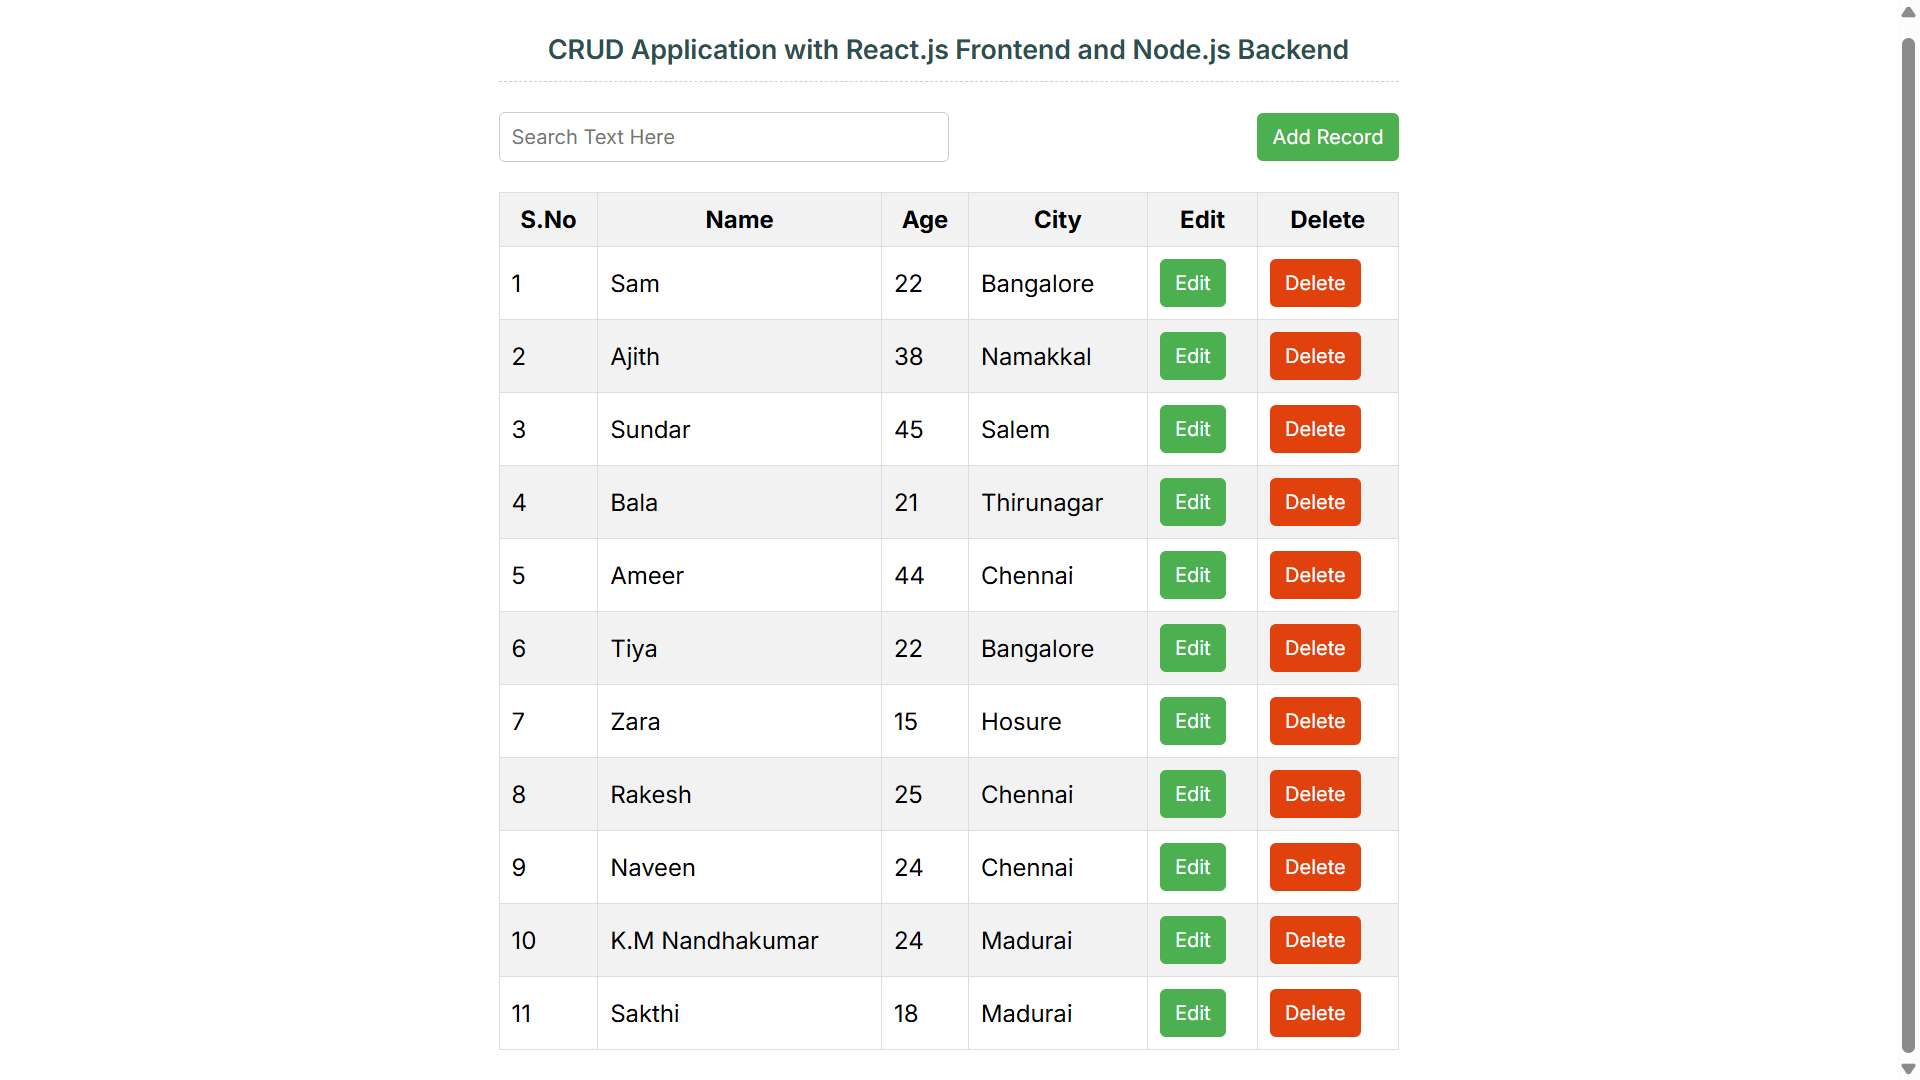 CRUD Application with React.js Frontend and Node.js Backend
Search Text Here
Add Record
S.No Name Age City Edit Delete
1 Sam 22 Bangalore Edit Delete
2 Ajith 38 Namakkal Edit Delete
3 Sundar 45 Salem Edit Delete
4 Bala 21 Thirunagar Edit Delete
5 Ameer 44 Chennai Edit Delete
6 Tiya 22 Bangalore Edit Delete
7 Zara 15 Hosure Edit Delete
8 Rakesh 25 Chennai Edit Delete
9 Naveen 24 Chennai Edit Delete
10 K.M Nandhakumar 24 Madurai Edit Delete
11 Sakthi 18 Madurai Edit Delete